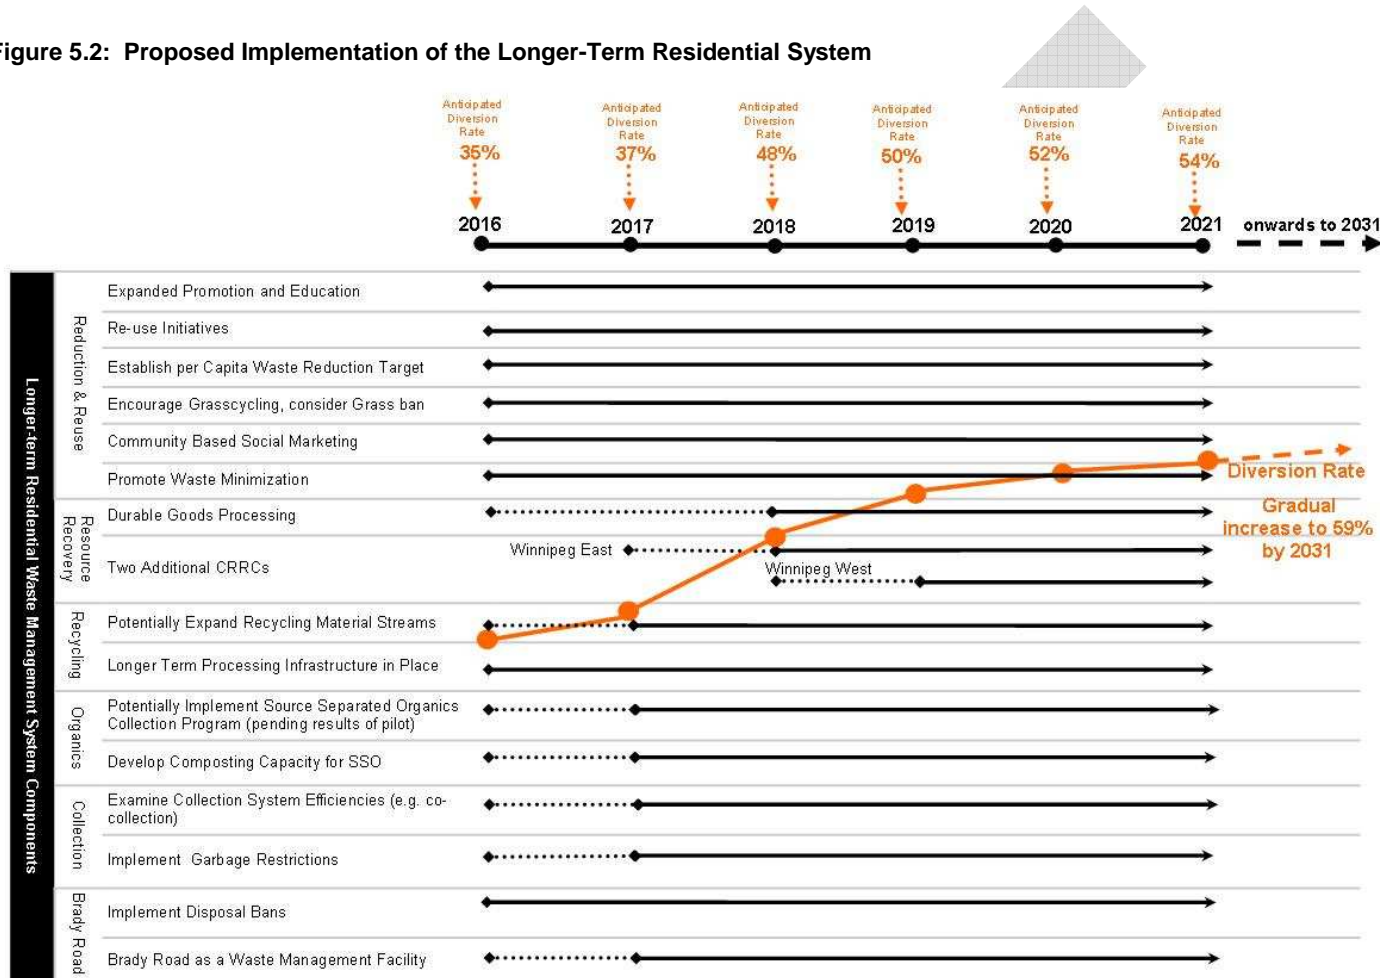 Figure 5.2: Proposed Implementation of the Longer-Term Residential System
Anticipated
Diversion
Rate
35%
Anticipated
Diversion
Rate
37%
Anticipated
Diversion
Rate
48%
Anticipated
Diversion
Rate
50%
Anticipated
Diversion
Rate
52%
Anticipated
Diversion
Rate
54%
2016
2017
2018
2019
2020
2021
onwards to 2031
Longer-term Residential Waste Management System Components
Reduction & Reuse
Expanded Promotion and Education
Re-use Initiatives
Establish per Capita Waste Reduction Target
Encourage Grasscycling, consider Grass ban
Community Based Social Marketing
Promote Waste Minimization
Diversion Rate
Gradual
increase to 59%
by 2031
Resource
Recovery
Durable Goods Processing
Two Additional CRRCs
Winnipeg East
Winnipeg West
Recycling
Potentially Expand Recycling Material Streams
Longer Term Processing Infrastructure in Place
Organics
Potentially Implement Source Separated Organics
Collection Program (pending results of pilot)
Develop Composting Capacity for SSO
Collection
Examine Collection System Efficiencies (e.g. co-
collection)
Implement Garbage Restrictions
Brady Road
Implement Disposal Bans
Brady Road as a Waste Management Facility